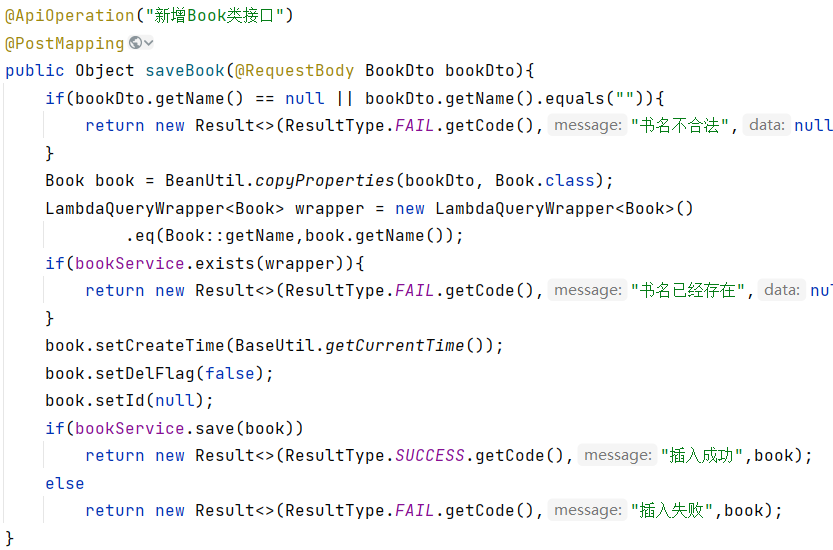 @ApiOperation("新增Book类接口")
@PostMapping
public Object saveBook(@RequestBody BookDto bookDto){
    if(bookDto.getName() == null || bookDto.getName().equals("")){
        return new Result<>(ResultType.FAIL.getCode(), message: "书名不合法", data: null
    }
    Book book = BeanUtil.copyProperties(bookDto, Book.class);
    LambdaQueryWrapper<Book> wrapper = new LambdaQueryWrapper<Book>()
            .eq(Book::getName,book.getName());
    if(bookService.exists(wrapper)){
        return new Result<>(ResultType.FAIL.getCode(), message: "书名已经存在", data: nu
    }
    book.setCreateTime(BaseUtil.getCurrentTime());
    book.setDelFlag(false);
    book.setId(null);
    if(bookService.save(book))
        return new Result<>(ResultType.SUCCESS.getCode(), message: "插入成功",book);
    else
        return new Result<>(ResultType.FAIL.getCode(), message: "插入失败",book);
}